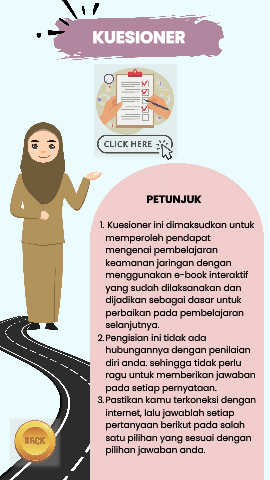 KUESIONER
CLICK HERE
PETUNJUK
1. Kuesioner ini dimaksudkan untuk
memperoleh pendapat
mengenai pembelajaran
keamanan jaringan dengan
menggunakan e-book interaktif
yang sudah dilaksanakan dan
dijadikan sebagai dasar untuk
perbaikan pada pembelajaran
selanjutnya.
2.Pengisian ini tidak ada
hubungannya dengan penilaian
diri anda. sehingga tidak perlu
ragu untuk memberikan jawaban
pada setiap pernyataan.
3.Pastikan kamu terkoneksi dengan
internet, lalu jawablah setiap
pertanyaan berikut pada salah
satu pilihan yang sesuai dengan
pilihan jawaban anda.
BACK